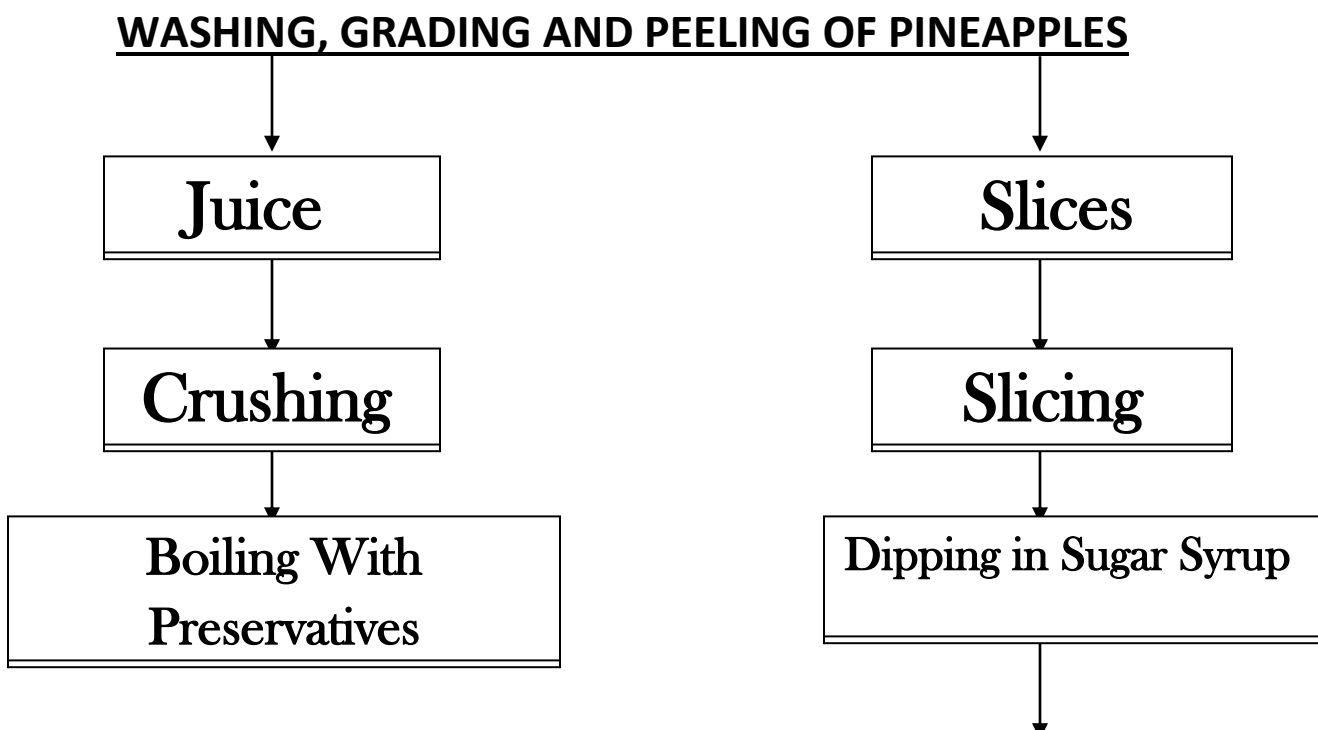 WASHING, GRADING AND PEELING OF PINEAPPLES
Juice
Slices
Crushing
Slicing
Boiling With
Preservatives
Dipping in Sugar Syrup